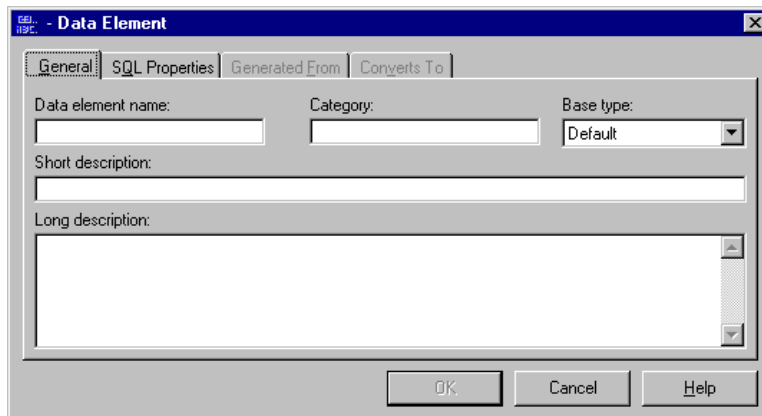 - Data Element
General SQL Properties Generated From Converts To
Data element name: Category: Base type:
Default
Short description:
Long description:
OK Cancel Help